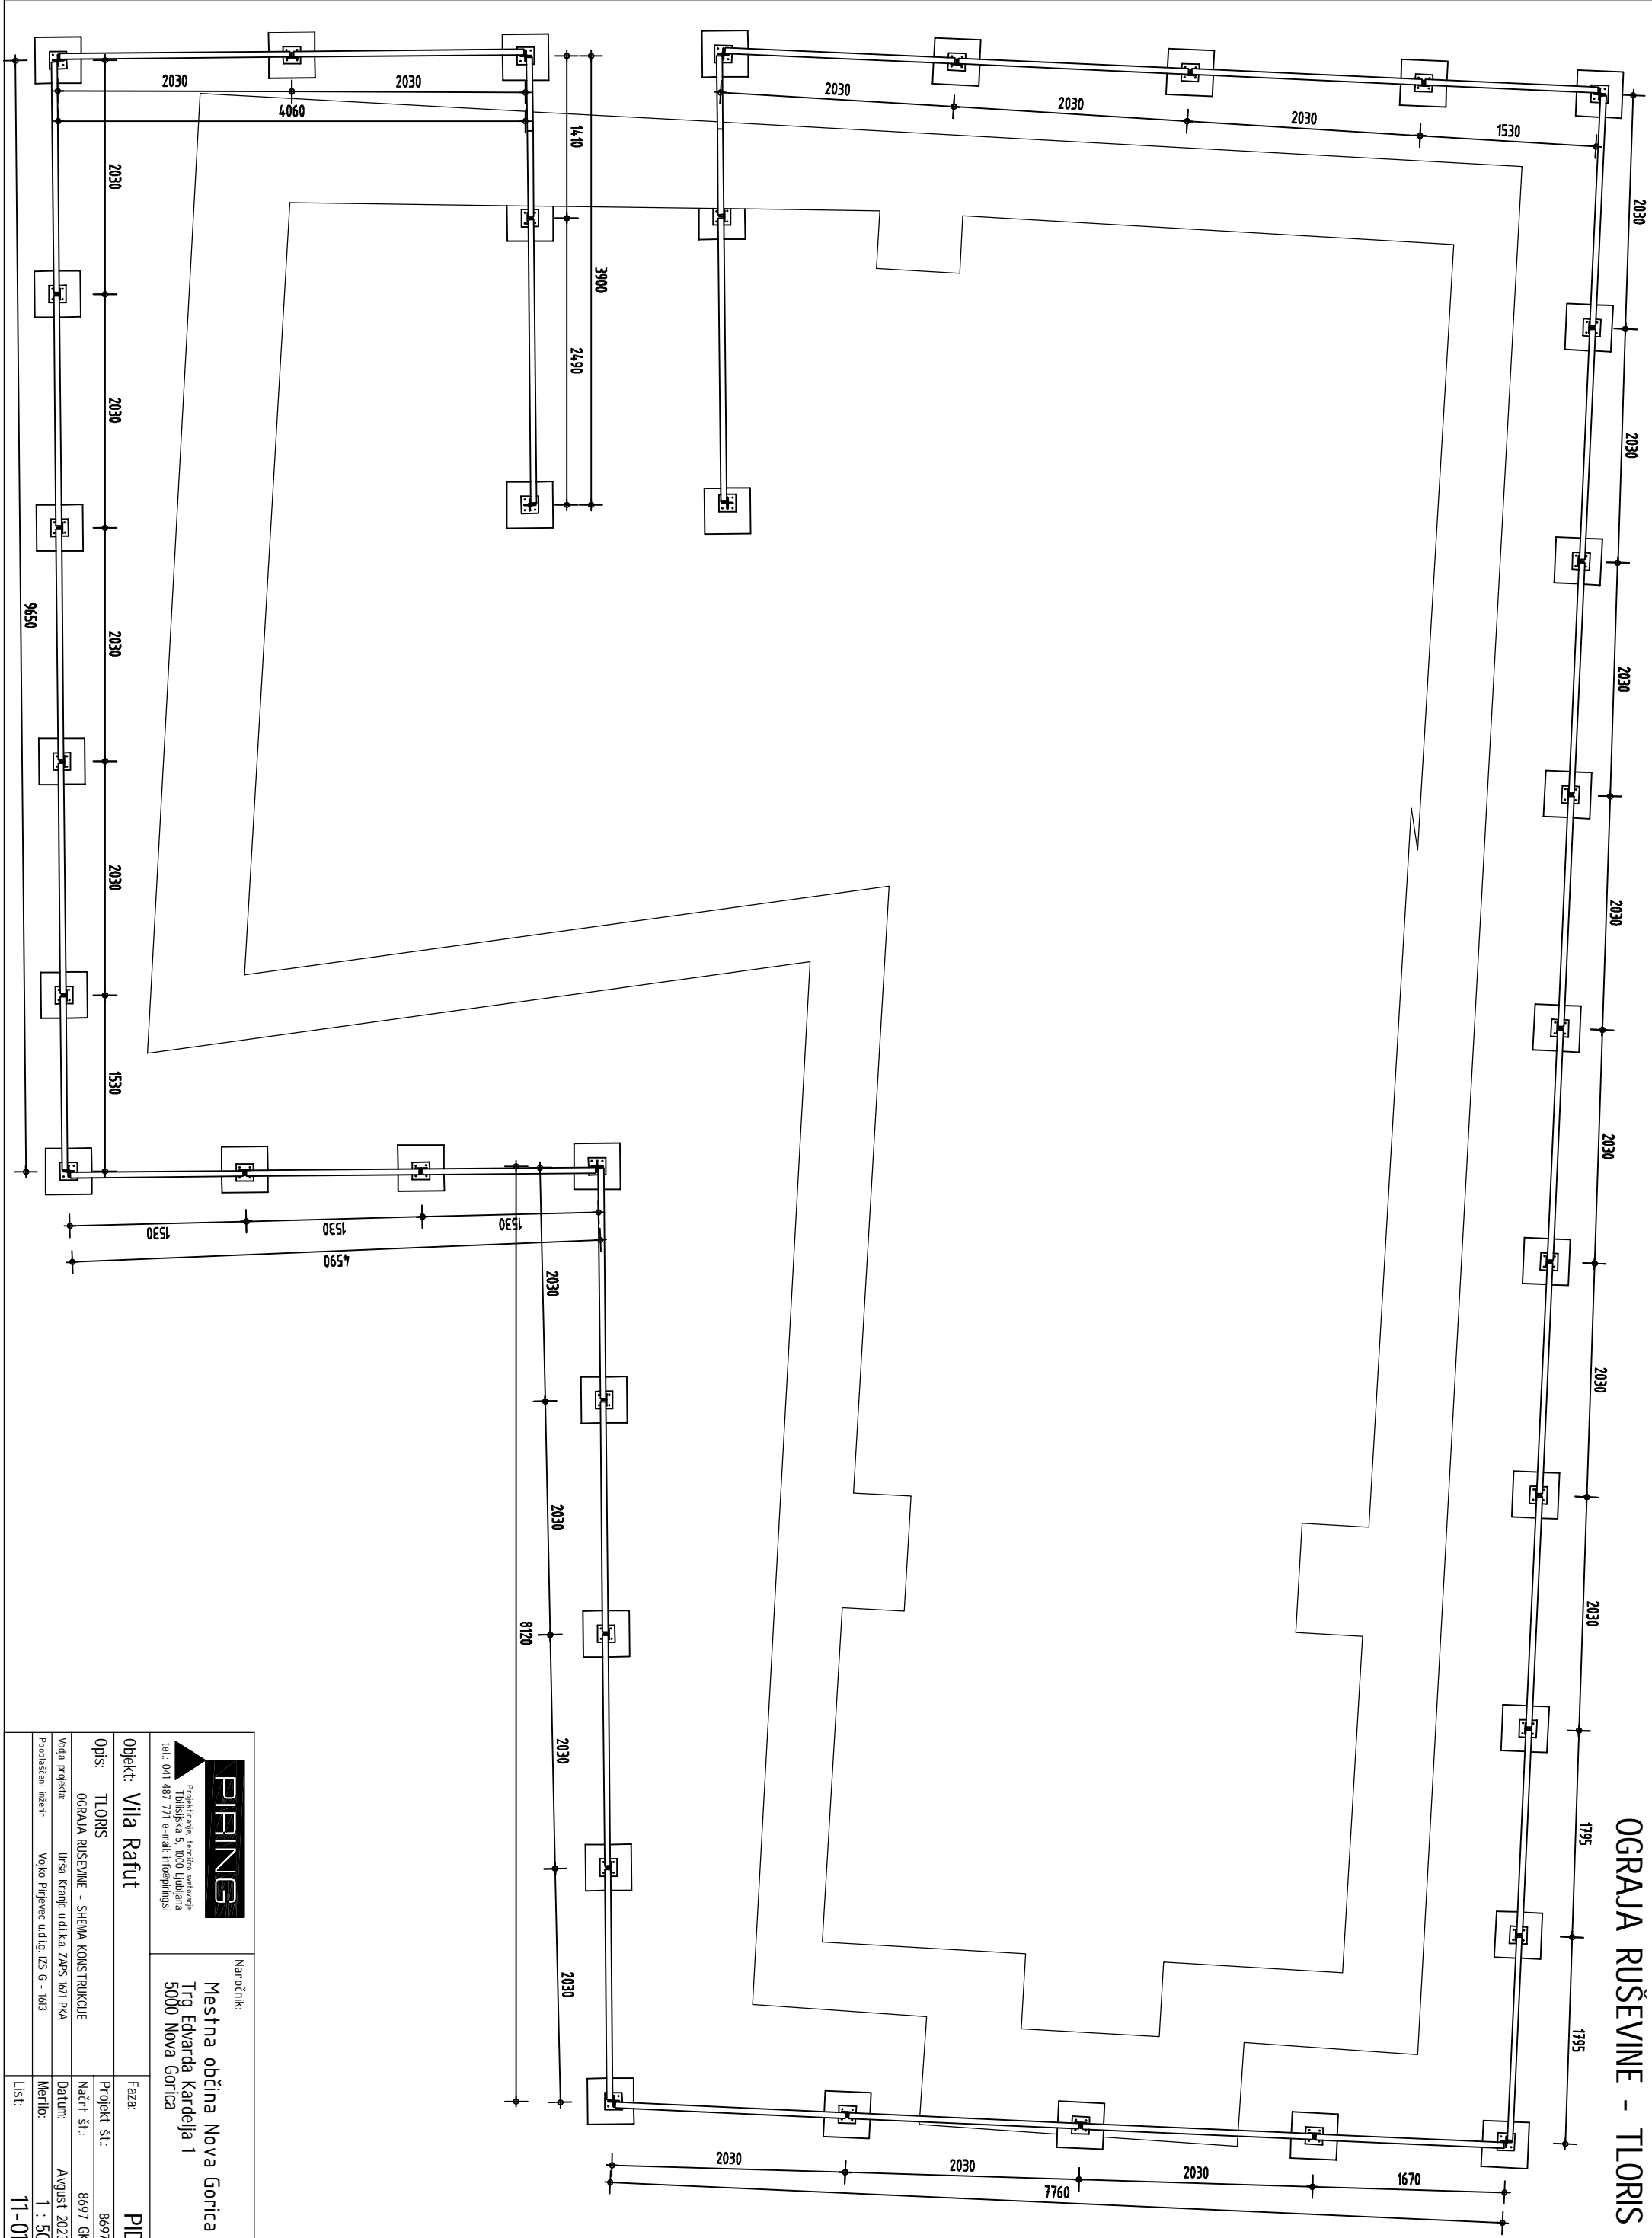 OGRAJA RUŠEVINE - TLORIS
2030
2030
4060
1410
3900
2490
2030
2030
2030
1530
2030
2030
2030
2030
2030
2030
2030
2030
1795
1795
2030
2030
2030
2030
1530
9650
1530
1530
1530
4590
2030
2030
2030
2030
8120
2030
2030
2030
1670
7760
PIRING
Projektiranje, tehnično svetovanje
Tbilisijska 5, 1000 Ljubljana
tel.: 041 487 771 e-mail: info@piring.si
Naročnik:
Mestna občina Nova Gorica
Trg Edvarda Kardelja 1
5000 Nova Gorica
Objekt: Vila Rafut
Faza:
Opis: TLORIS
OGRAJA RUŠEVINE - SHEMA KONSTRUKCIJE
Projekt št.: 8697
Načrt št.: 8697
Vodja projekta: Urša Kranjc u.d.i.k.a. ZAPS 1671 PKA
Datum: Avgust
Pooblaščeni inženir: Vojko Pirjevec u.d.i.g. IZS G - 1613
Merilo: 1 :
List: 11-01